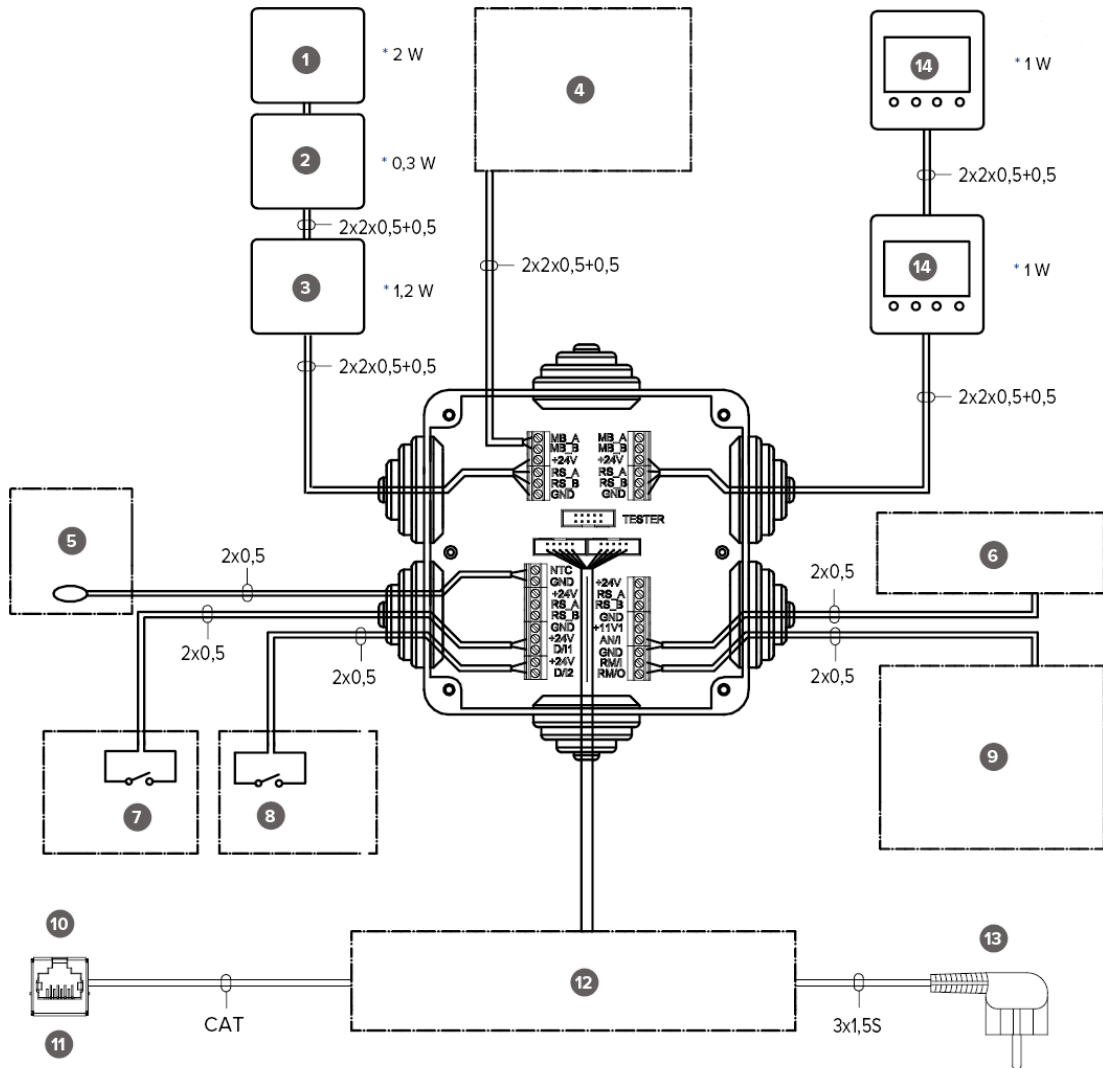 1
* 2 W
2
* 0,3 W
2x2x0,5+0,5
3
* 1,2 W
2x2x0,5+0,5
4
2x2x0,5+0,5
14
* 1 W
2x2x0,5+0,5
14
* 1 W
2x2x0,5+0,5
MB_A
MB_B
+24V
RS_A
RS_B
GND
MB_A
MB_B
+24V
RS_A
RS_B
GND
TESTER
NTC
GND
+24V
RS_A
RS_B
GND
+24V
D/I1
+24V
D/I2
+24V
RS_A
RS_B
GND
+11V1
AN/I
GND
RM/I
RM/O
5
2x0,5
2x0,5
2x0,5
6
2x0,5
2x0,5
7
8
9
10
11
CAT
12
3x1,5S
13